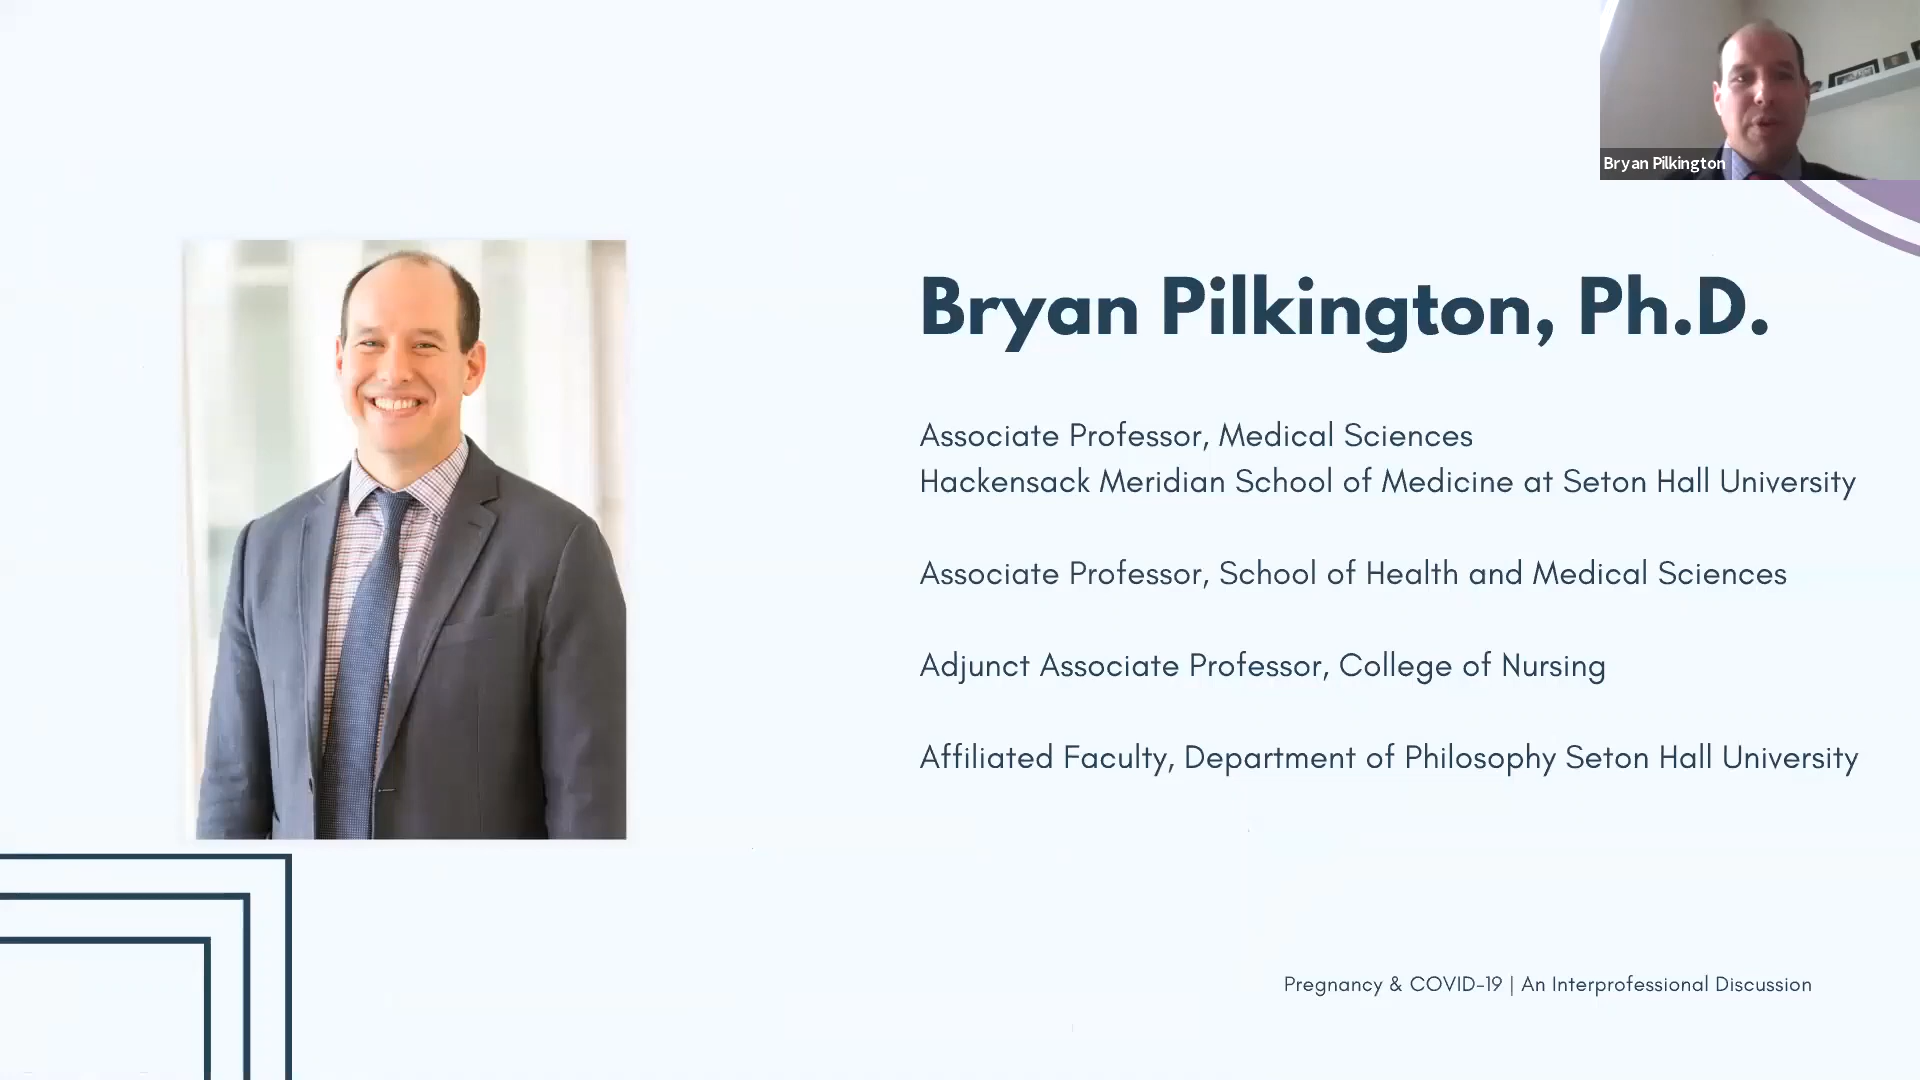 Bryan Pilkington
Bryan Pilkington, Ph.D.
Associate Professor, Medical Sciences
Hackensack Meridian School of Medicine at Seton Hall University
Associate Professor, School of Health and Medical Sciences
Adjunct Associate Professor, College of Nursing
Affiliated Faculty, Department of Philosophy Seton Hall University
Pregnancy & COVID-19 | An Interprofessional Discussion